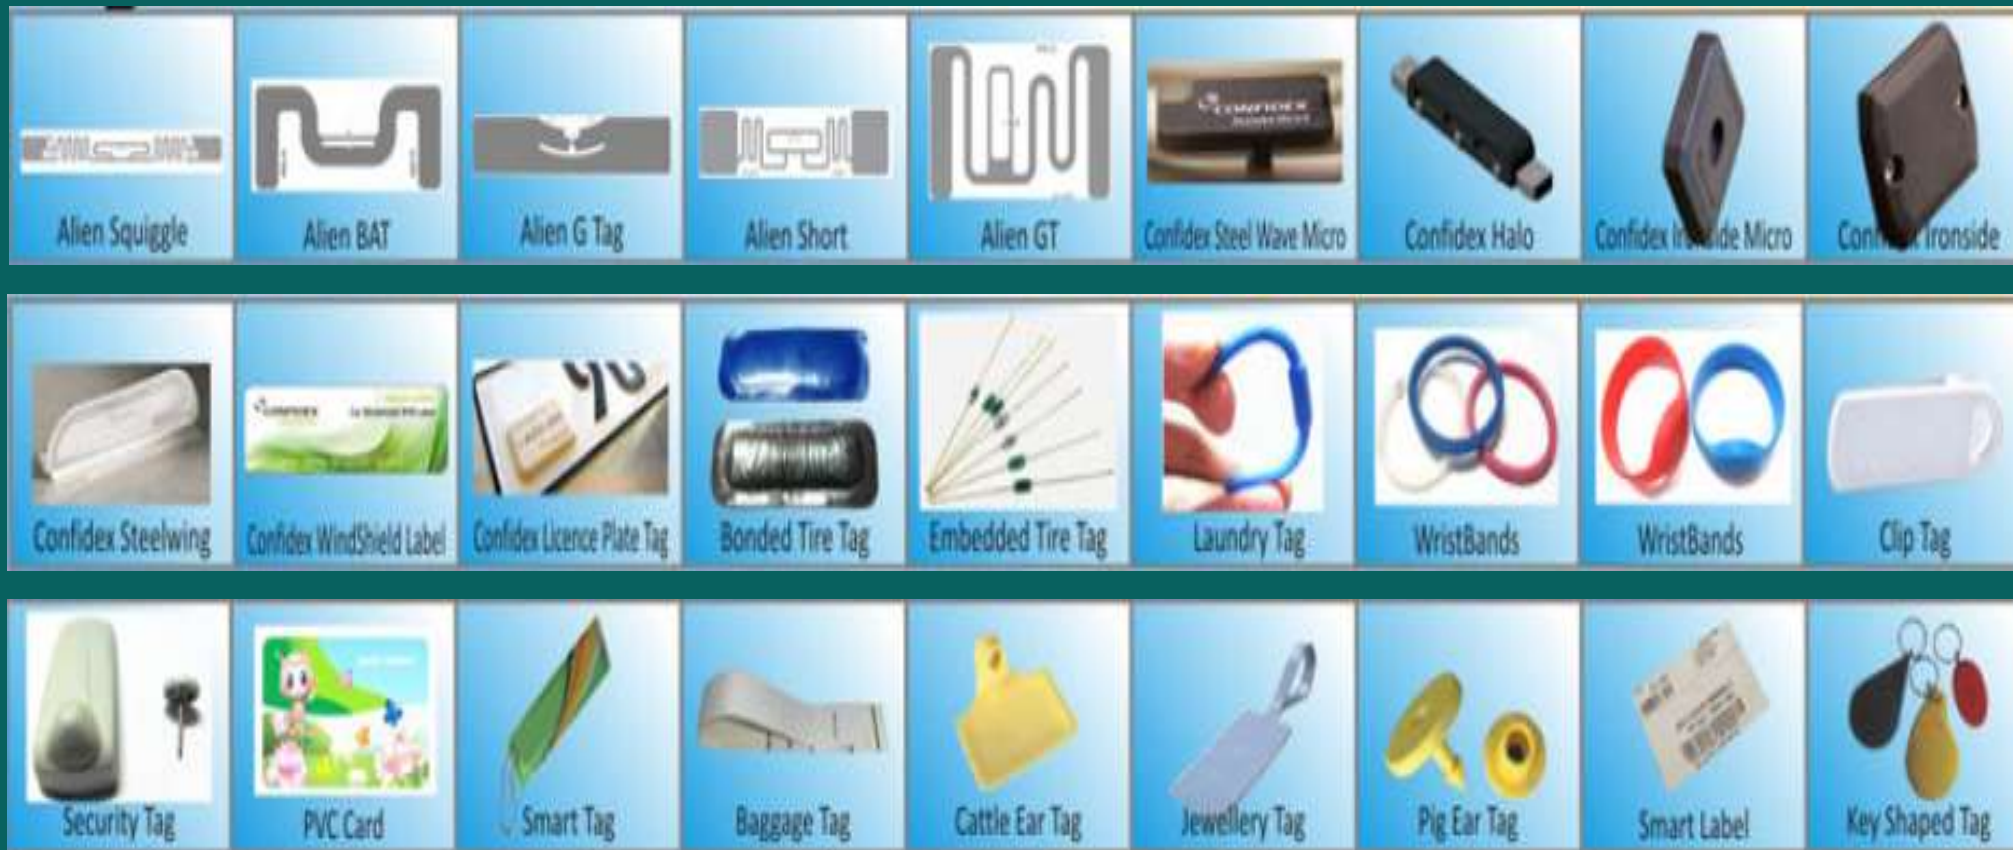 Alien Squiggle
Alien BAT
Alien G Tag
Alien Short
Alien GT
CONFIDEX
Confidex Steel Wave Micro
Confidex Halo
Confidex Micro
Ironside
CONFIDEX
Confidex Steelwing
Confidex WindShield Label
Confidex Licence Plate Tag
Bonded Tire Tag
Embedded Tire Tag
Laundry Tag
WristBands
WristBands
Clip Tag
Security Tag
PVC Card
Smart Tag
Baggage Tag
Cattle Ear Tag
Jewellery Tag
Pig Ear Tag
Smart Label
Key Shaped Tag